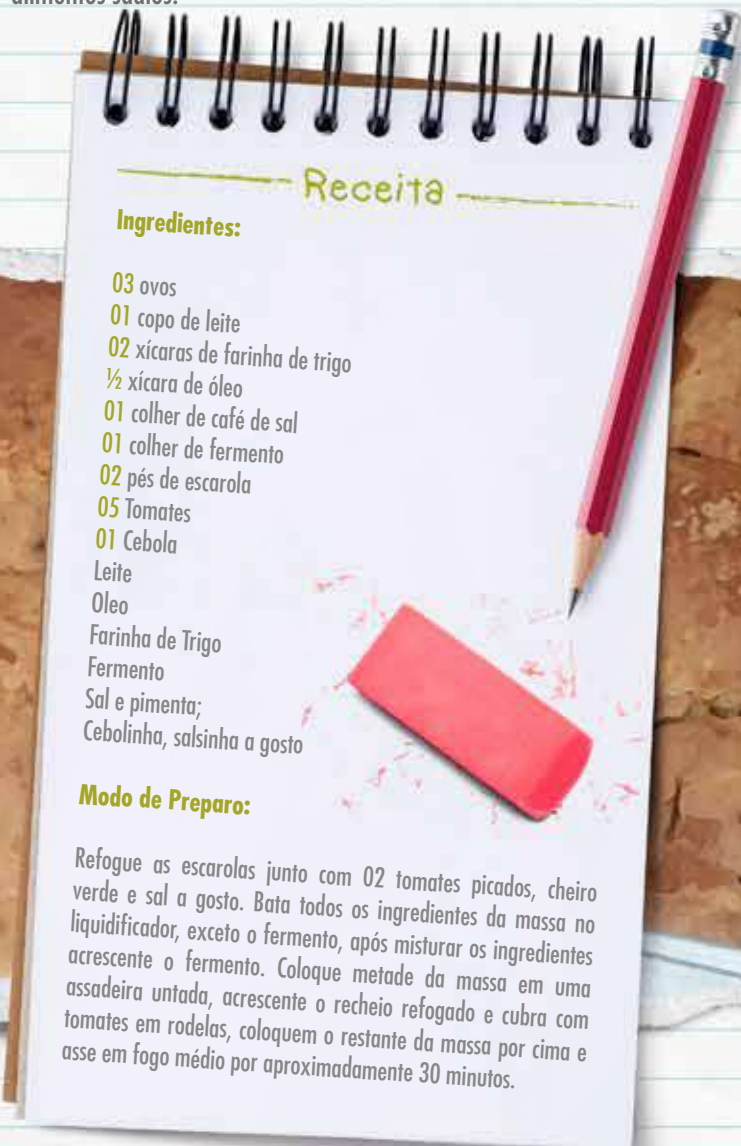 alimentos sadios.
Receita
Ingredientes:
03 ovos
01 copo de leite
02 xícaras de farinha de trigo
½ xícara de óleo
01 colher de café de sal
01 colher de fermento
02 pés de escarola
05 Tomates
01 Cebola
Leite
Oleo
Farinha de Trigo
Fermento
Sal e pimenta;
Cebolinha, salsinha a gosto
Modo de Preparo:
Refogue as escarolas junto com 02 tomates picados, cheiro
verde e sal a gosto. Bata todos os ingredientes da massa no
liquidificador, exceto o fermento, após misturar os ingredientes
acrescente o fermento. Coloque metade da massa em uma
assadeira untada, acrescente o recheio refogado e cubra com
tomates em rodelas, coloquem o restante da massa por cima e
asse em fogo médio por aproximadamente 30 minutos.